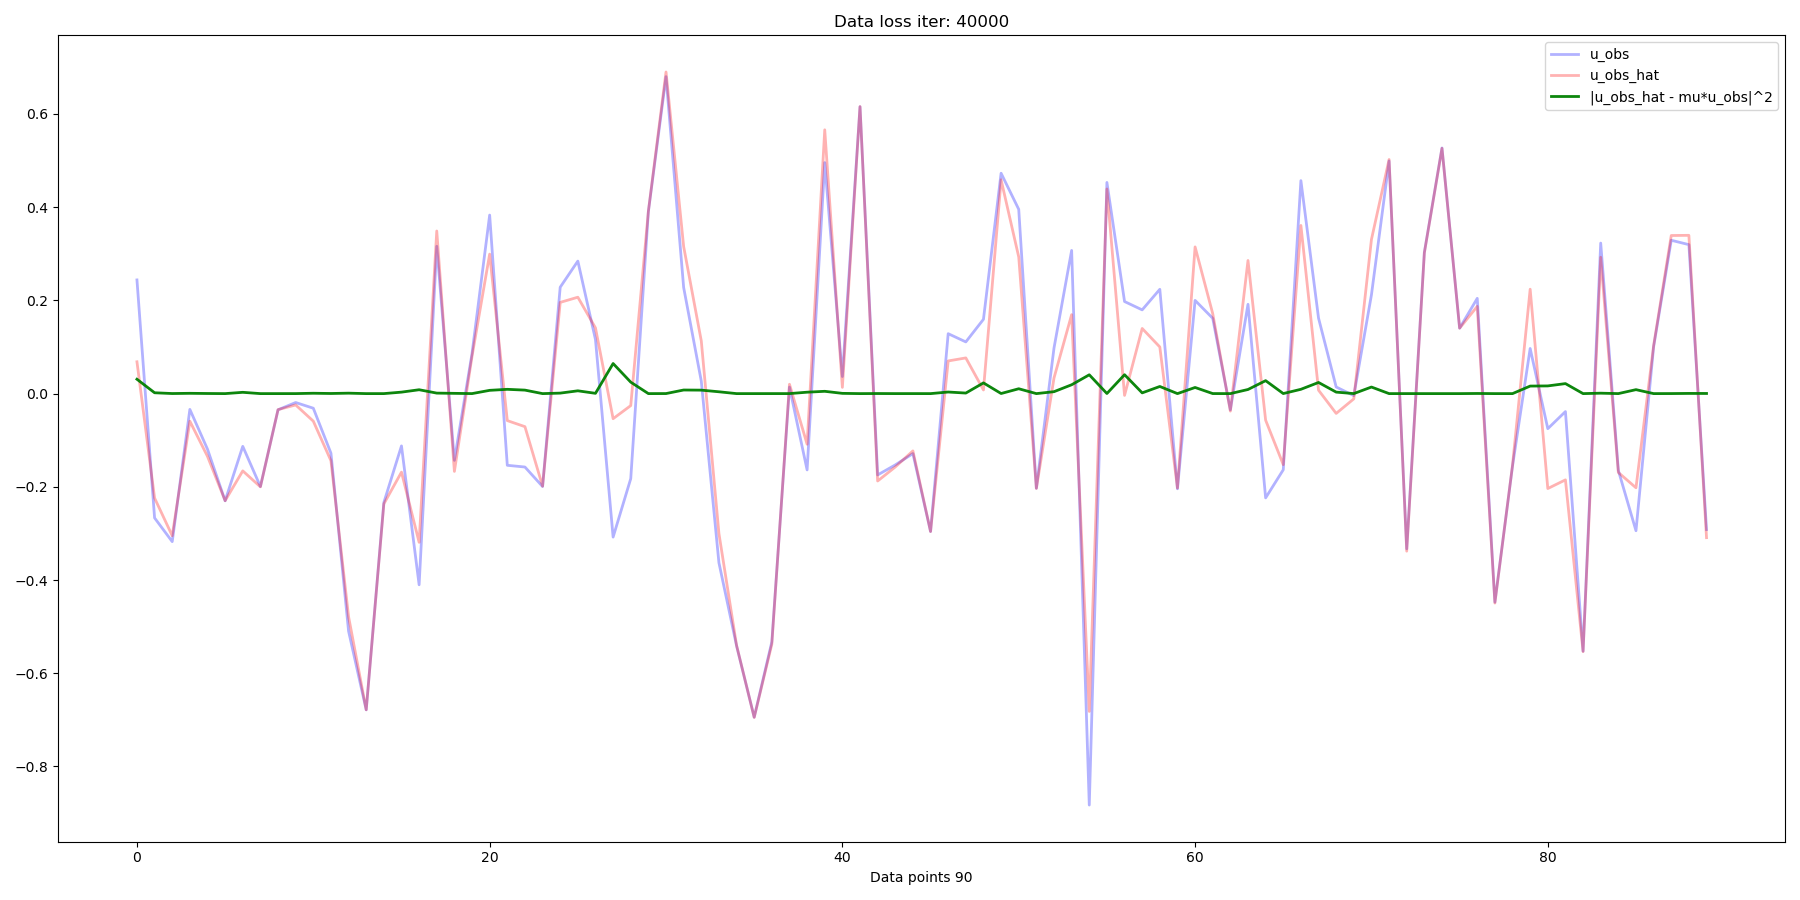 Data loss iter: 40000
u_obs
u_obs_hat
|u_obs_hat - mu*u_obs|^2
0.6
0.4
0.2
0.0
−0.2
−0.4
−0.6
−0.8
0 20 40 60 80
Data points 90